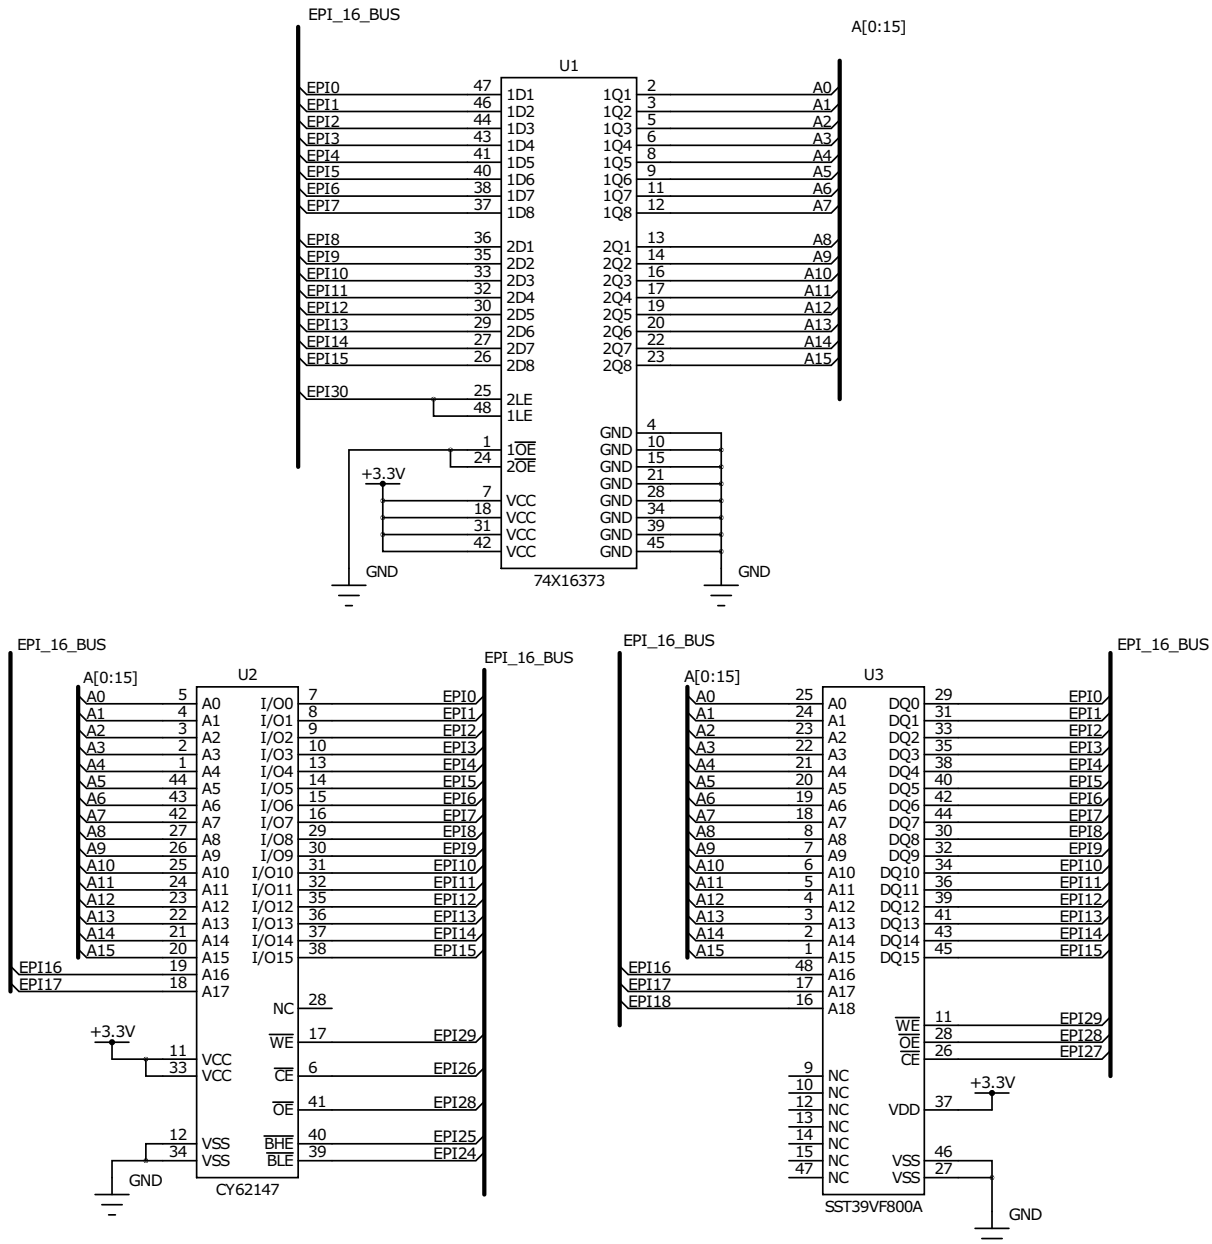 EPI_16_BUS
A[0:15]
U1
EPI0 47 1D1 1Q1 2 A0
EPI1 46 1D2 1Q2 3 A1
EPI2 44 1D3 1Q3 5 A2
EPI3 43 1D4 1Q4 6 A3
EPI4 41 1D5 1Q5 8 A4
EPI5 40 1D6 1Q6 9 A5
EPI6 38 1D7 1Q7 11 A6
EPI7 37 1D8 1Q8 12 A7
EPI8 36 2D1 2Q1 13 A8
EPI9 35 2D2 2Q2 14 A9
EPI10 33 2D3 2Q3 16 A10
EPI11 32 2D4 2Q4 17 A11
EPI12 30 2D5 2Q5 19 A12
EPI13 29 2D6 2Q6 20 A13
EPI14 27 2D7 2Q7 22 A14
EPI15 26 2D8 2Q8 23 A15
EPI30 25 2LE
48 1LE
GND 4
1 1OE GND 10
24 2OE GND 15
+3.3V GND 21
7 VCC GND 28
18 VCC GND 34
31 VCC GND 39
42 VCC GND 45
GND GND
74X16373
EPI_16_BUS
EPI_16_BUS
A[0:15] U2
A0 5 A0 I/O0 7 EPI0
A1 4 A1 I/O1 8 EPI1
A2 3 A2 I/O2 9 EPI2
A3 2 A3 I/O3 10 EPI3
A4 1 A4 I/O4 13 EPI4
A5 44 A5 I/O5 14 EPI5
A6 43 A6 I/O6 15 EPI6
A7 42 A7 I/O7 16 EPI7
A8 27 A8 I/O8 29 EPI8
A9 26 A9 I/O9 30 EPI9
A10 25 A10 I/O10 31 EPI10
A11 24 A11 I/O11 32 EPI11
A12 23 A12 I/O12 35 EPI12
A13 22 A13 I/O13 36 EPI13
A14 21 A14 I/O14 37 EPI14
A15 20 A15 I/O15 38 EPI15
EPI16 19 A16
EPI17 18 A17
NC 28
+3.3V WE 17 EPI29
11 VCC
33 VCC CE 6 EPI26
OE 41 EPI28
12 VSS BHE 40 EPI25
34 VSS BLE 39 EPI24
GND
CY62147
EPI_16_BUS
EPI_16_BUS
A[0:15] U3
A0 25 A0 DQ0 29 EPI0
A1 24 A1 DQ1 31 EPI1
A2 23 A2 DQ2 33 EPI2
A3 22 A3 DQ3 35 EPI3
A4 21 A4 DQ4 38 EPI4
A5 20 A5 DQ5 40 EPI5
A6 19 A6 DQ6 42 EPI6
A7 18 A7 DQ7 44 EPI7
A8 8 A8 DQ8 30 EPI8
A9 7 A9 DQ9 32 EPI9
A10 6 A10 DQ10 34 EPI10
A11 5 A11 DQ11 36 EPI11
A12 4 A12 DQ12 39 EPI12
A13 3 A13 DQ13 41 EPI13
A14 2 A14 DQ14 43 EPI14
A15 1 A15 DQ15 45 EPI15
EPI16 48 A16
EPI17 17 A17
EPI18 16 A18
WE 11 EPI29
OE 28 EPI28
CE 26 EPI27
9 NC
10 NC +3.3V
12 NC VDD 37
13 NC
14 NC
15 NC VSS 46
47 NC VSS 27
SST39VF800A
GND